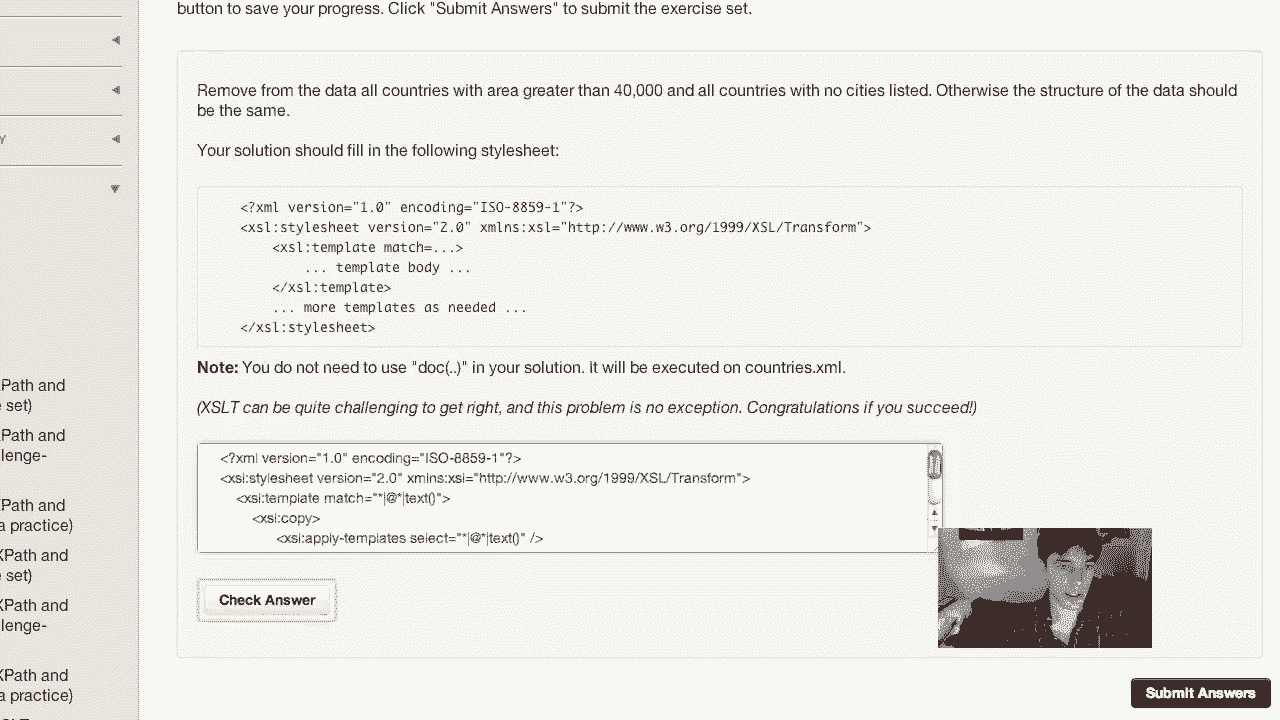 button to save your progress. Click "Submit Answers" to submit the exercise set.
Remove from the data all countries with area greater than 40,000 and all countries with no cities listed. Otherwise the structure of the data should
be the same.
Your solution should fill in the following stylesheet:
<?xml version="1.0" encoding="ISO-8859-1"?>
<xsl:stylesheet version="2.0" xmlns:xsl="http://www.w3.org/1999/XSL/Transform">
<xsl:template match=...>
... template body ...
</xsl:template>
... more templates as needed ...
</xsl:stylesheet>
Note: You do not need to use "doc(..)" in your solution. It will be executed on countries.xml.
(XSLT can be quite challenging to get right, and this problem is no exception. Congratulations if you succeed!)
<?xml version="1.0" encoding="ISO-8859-1"?>
<xsl:stylesheet version="2.0" xmlns:xsl="http://www.w3.org/1999/XSL/Transform">
<xsl:template match="*|@*|text()">
<xsl:copy>
<xsl:apply-templates select="*|@*|text()" />
Check Answer
Submit Answers
Y
Path and
set)
Path and
lenge-
Path and
a practice)
XPath and
set)
XPath and
lenge-
XPath and
a practice)